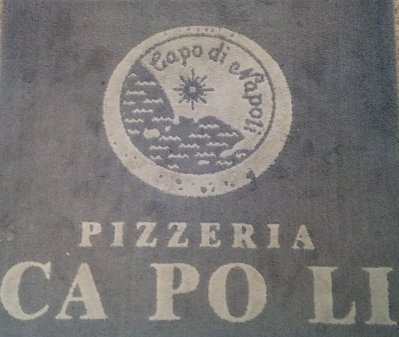 Capo di Napoli
PIZZERIA
CA PO LI